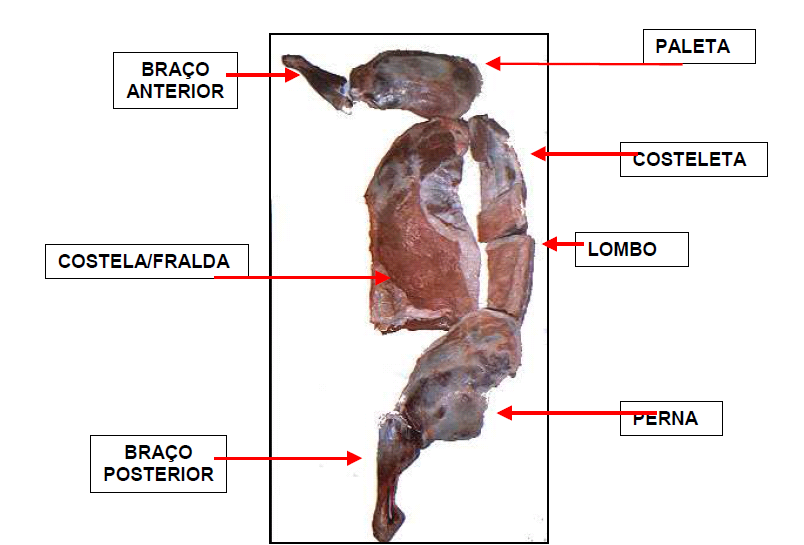 PALETA
BRAÇO
ANTERIOR
COSTELETA
LOMBO
COSTELA/FRALDA
PERNA
BRAÇO
POSTERIOR